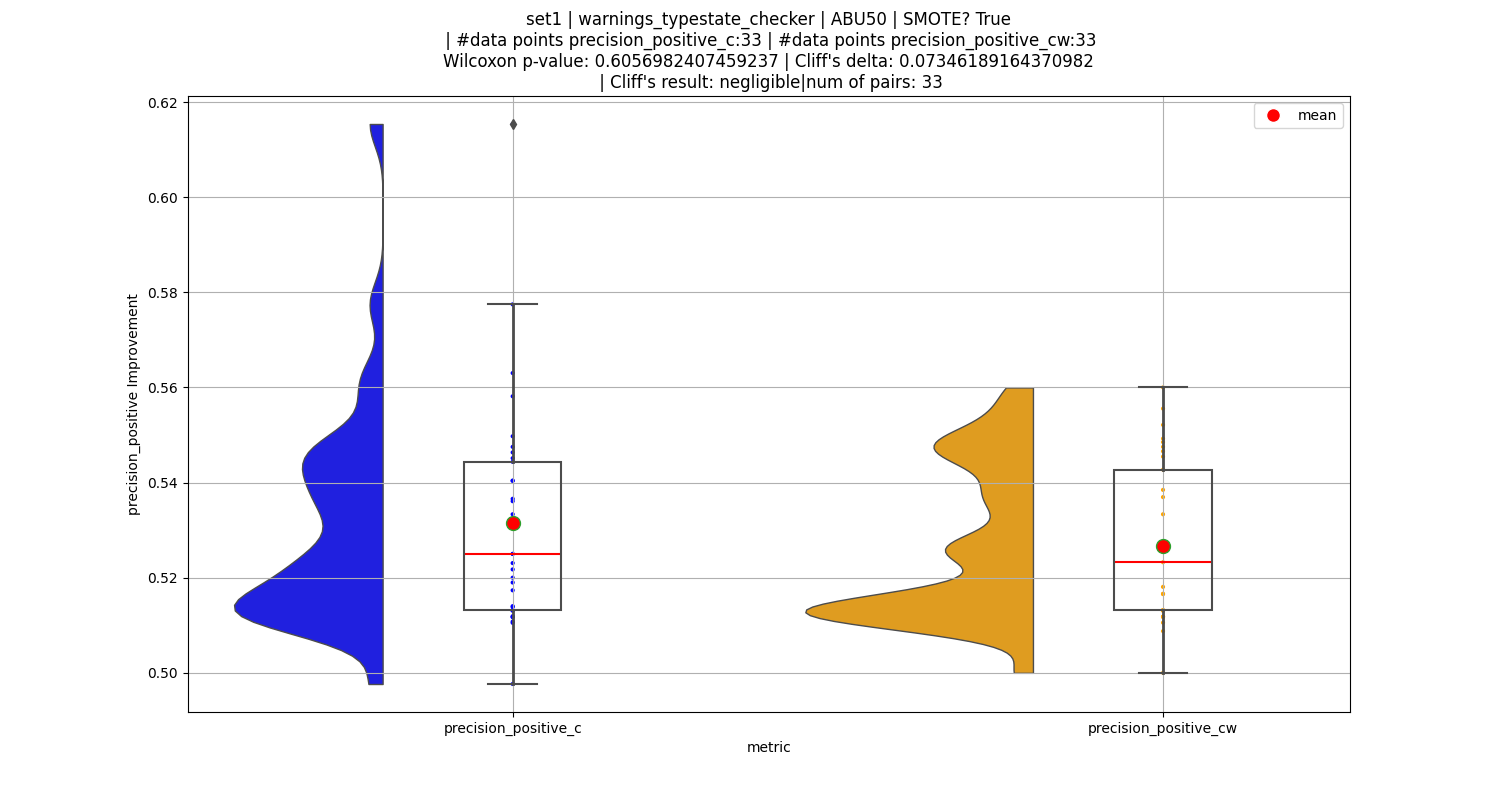 set1 | warnings_typestate_checker | ABU50 | SMOTE? True
| #data points precision_positive_c:33 | #data points precision_positive_cw:33
Wilcoxon p-value: 0.6056982407459237 | Cliff's delta: 0.07346189164370982
| Cliff's result: negligible|num of pairs: 33
mean
0.62
0.60
0.58
0.56
0.54
0.52
0.50
precision_positive Improvement
precision_positive_c
precision_positive_cw
metric